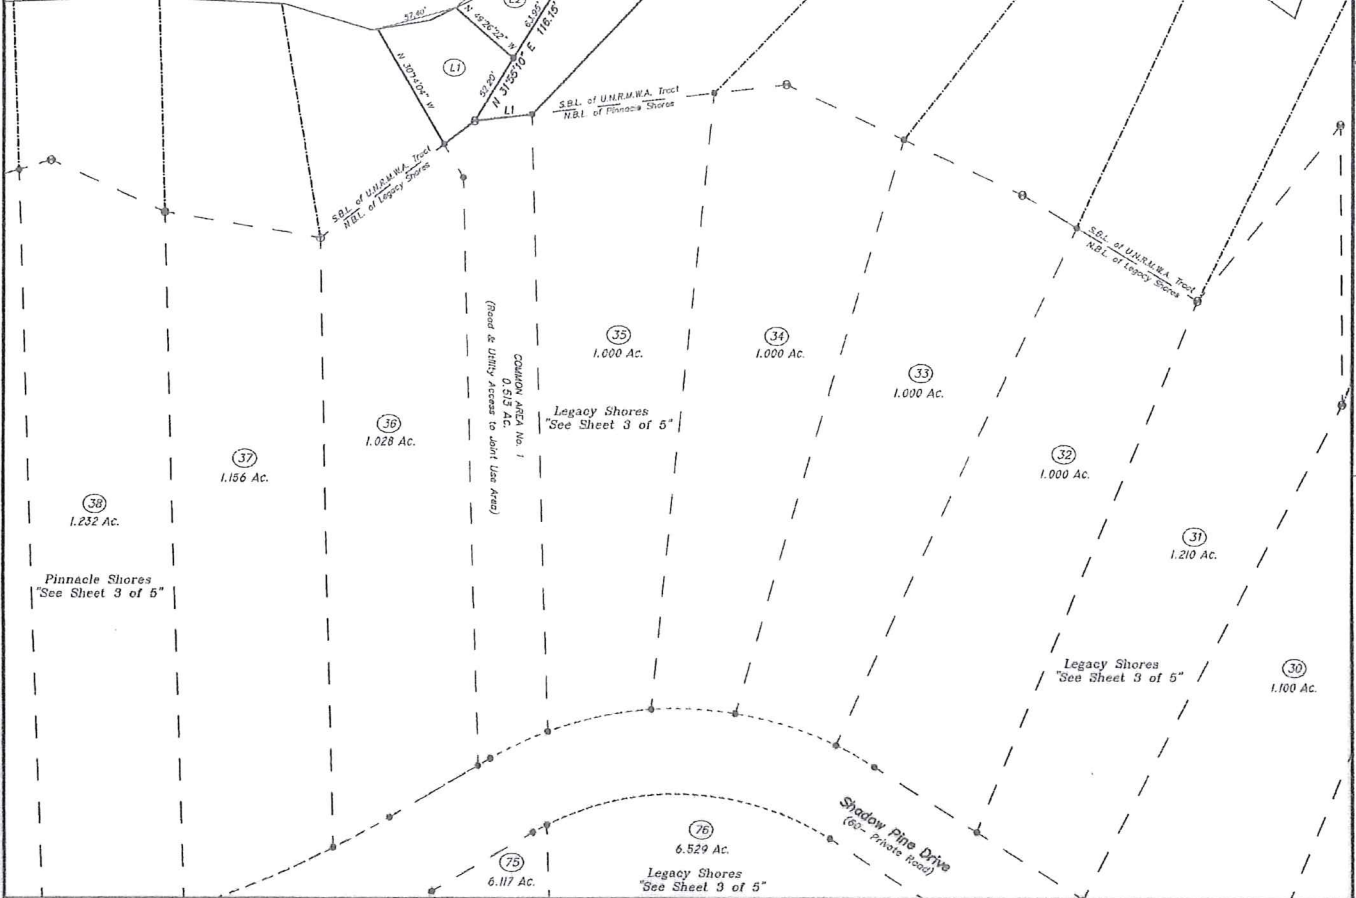 57.40'
N 49°26'22" W
L2
63.95'
N 31°55'10" E 116.15'
52.20'
N 30°14'04" W
L1
L1
S.B.L. of U.N.R.M.W.A. Tract
N.B.L. of Pinnacle Shores
S.B.L. of U.N.R.M.W.A. Tract
N.B.L. of Legacy Shores
S.B.L. of U.N.R.M.W.A. Tract
N.B.L. of Legacy Shores
35
1.000 Ac.
34
1.000 Ac.
33
1.000 Ac.
COMMON AREA No. 1
0.513 Ac.
(Road & Utility Access to Joint Use Area)
Legacy Shores
"See Sheet 3 of 5"
36
1.028 Ac.
37
1.156 Ac.
32
1.000 Ac.
38
1.232 Ac.
31
1.210 Ac.
Pinnacle Shores
"See Sheet 3 of 5"
Legacy Shores
"See Sheet 3 of 5"
30
1.100 Ac.
Shadow Pine Drive
(60- Private Road)
76
6.529 Ac.
75
6.117 Ac.
Legacy Shores
"See Sheet 3 of 5"